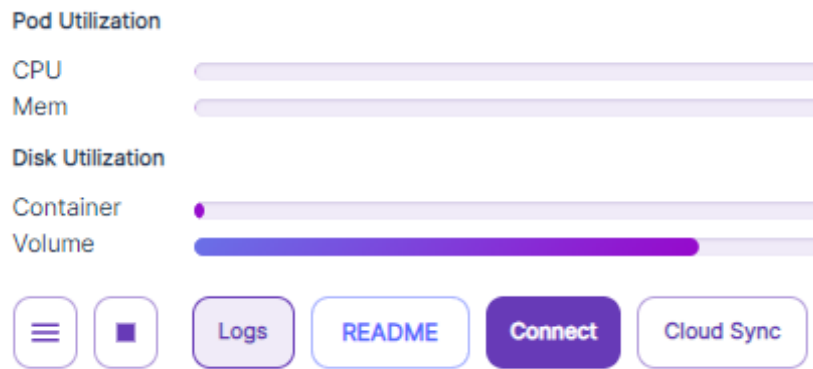 Pod Utilization
CPU
Mem
Disk Utilization
Container
Volume
Logs README Connect Cloud Sync